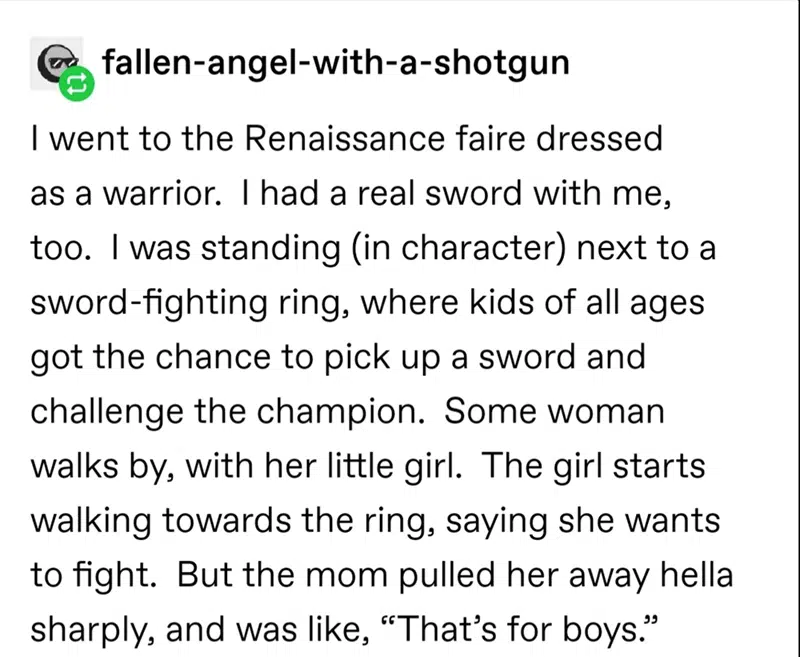 fallen-angel-with-a-shotgun
I went to the Renaissance faire dressed
as a warrior.  I had a real sword with me,
too.  I was standing (in character) next to a
sword-fighting ring, where kids of all ages
got the chance to pick up a sword and
challenge the champion.  Some woman
walks by, with her little girl.  The girl starts
walking towards the ring, saying she wants
to fight.  But the mom pulled her away hella
sharply, and was like, “That’s for boys.”